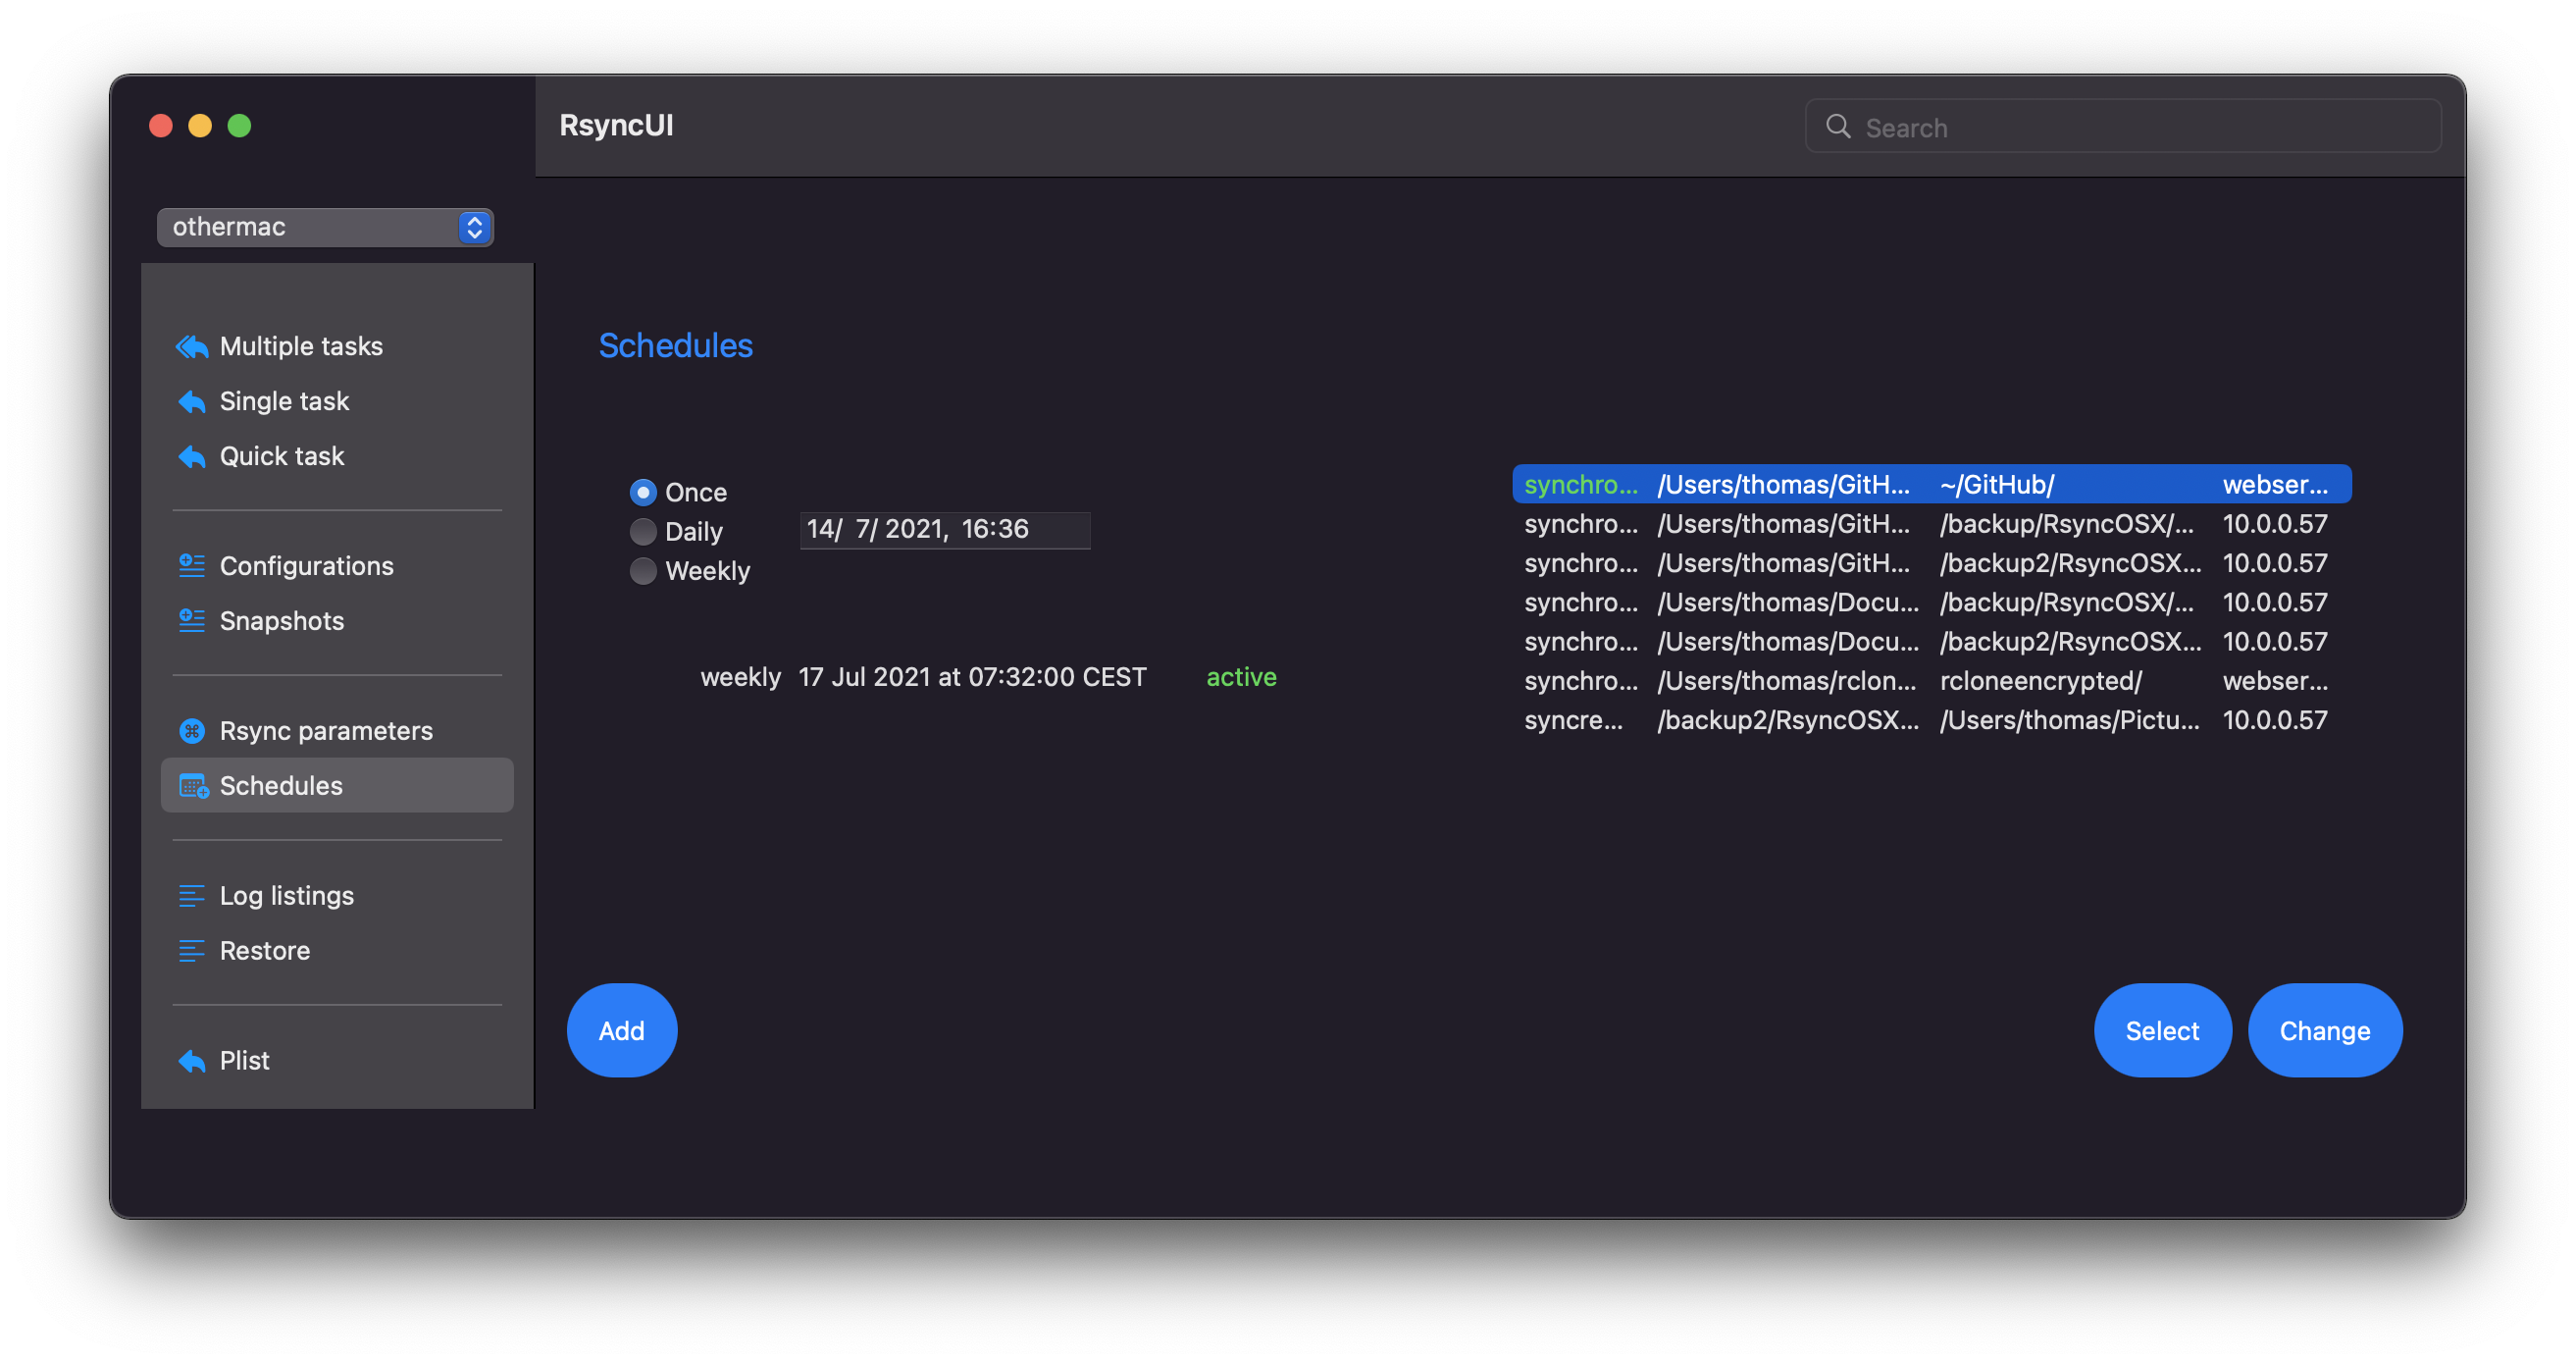 RsyncUI
Search
othermac
Multiple tasks
Single task
Quick task
Configurations
Snapshots
Rsync parameters
Schedules
Log listings
Restore
Plist
Schedules
Once
Daily
Weekly
14/ 7/ 2021, 16:36
weekly 17 Jul 2021 at 07:32:00 CEST active
synchro... /Users/thomas/GitH... ~/GitHub/ webser...
synchro... /Users/thomas/GitH... /backup/RsyncOSX/... 10.0.0.57
synchro... /Users/thomas/GitH... /backup2/RsyncOSX... 10.0.0.57
synchro... /Users/thomas/Docu... /backup/RsyncOSX/... 10.0.0.57
synchro... /Users/thomas/Docu... /backup2/RsyncOSX... 10.0.0.57
synchro... /Users/thomas/rclon... rcloneencrypted/ webser...
syncre... /backup2/RsyncOSX... /Users/thomas/Pictu... 10.0.0.57
Add
Select
Change